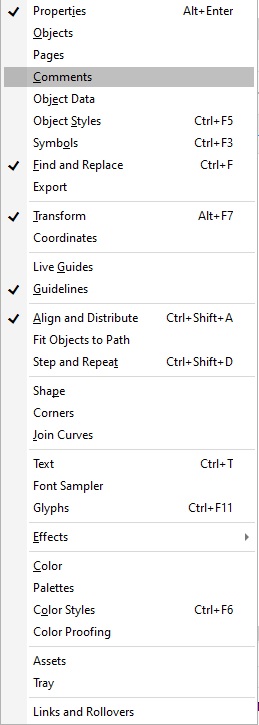 Properties Alt+Enter
Objects
Pages
Comments
Object Data
Object Styles Ctrl+F5
Symbols Ctrl+F3
Find and Replace Ctrl+F
Export
Transform Alt+F7
Coordinates
Live Guides
Guidelines
Align and Distribute Ctrl+Shift+A
Fit Objects to Path
Step and Repeat Ctrl+Shift+D
Shape
Corners
Join Curves
Text Ctrl+T
Font Sampler
Glyphs Ctrl+F11
Effects
Color
Palettes
Color Styles Ctrl+F6
Color Proofing
Assets
Tray
Links and Rollovers